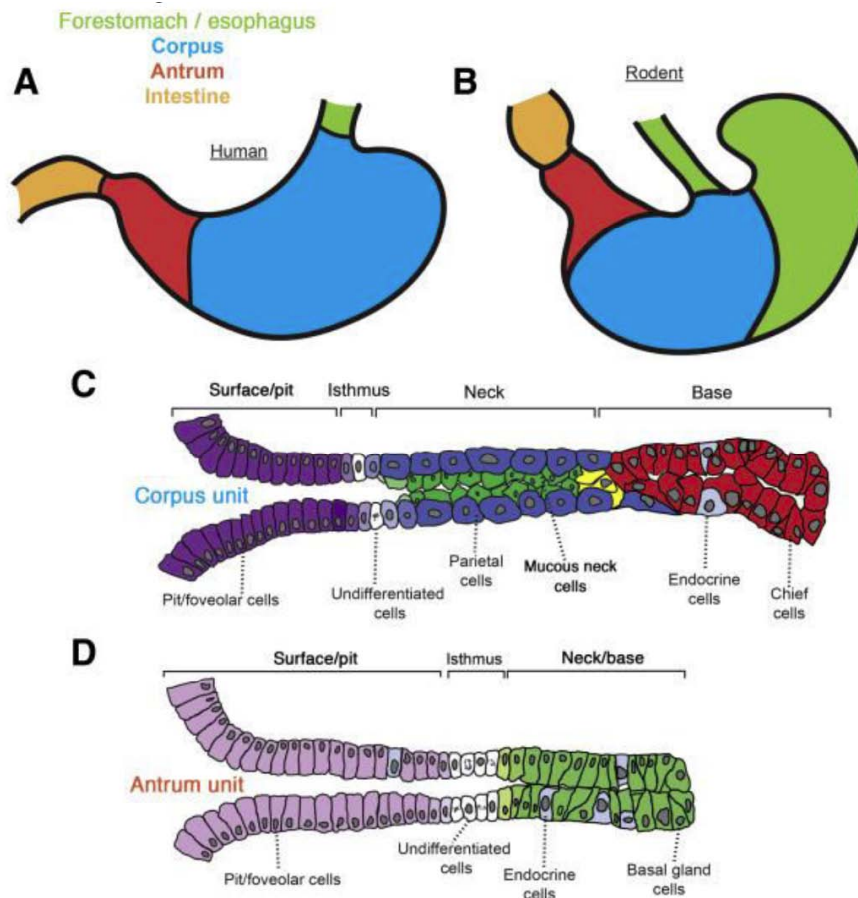 Forestomach / esophagus
Corpus
Antrum
Intestine
A
Human
B
Rodent
C
Surface/pit
Isthmus
Neck
Base
Corpus unit
Pit/foveolar cells
Undifferentiated
cells
Parietal
cells
Mucous neck
cells
Endocrine
cells
Chief
cells
D
Surface/pit
Isthmus
Neck/base
Antrum unit
Pit/foveolar cells
Undifferentiated
cells
Endocrine
cells
Basal gland
cells